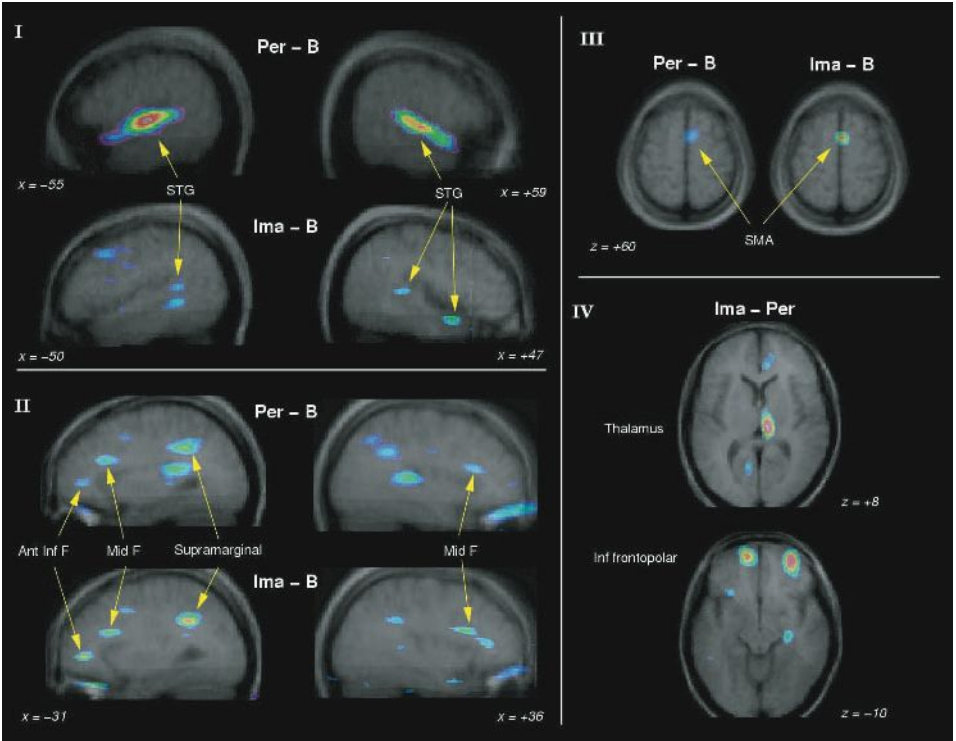 I
Per – B
x = –55
STG
STG
x = +59
Ima – B
x = –50
x = +47
II
Per – B
Ant Inf F
Mid F
Supramarginal
Mid F
Ima – B
x = –31
x = +36
III
Per – B
Ima – B
z = +60
SMA
IV
Ima – Per
Thalamus
z = +8
Inf frontopolar
z = –10